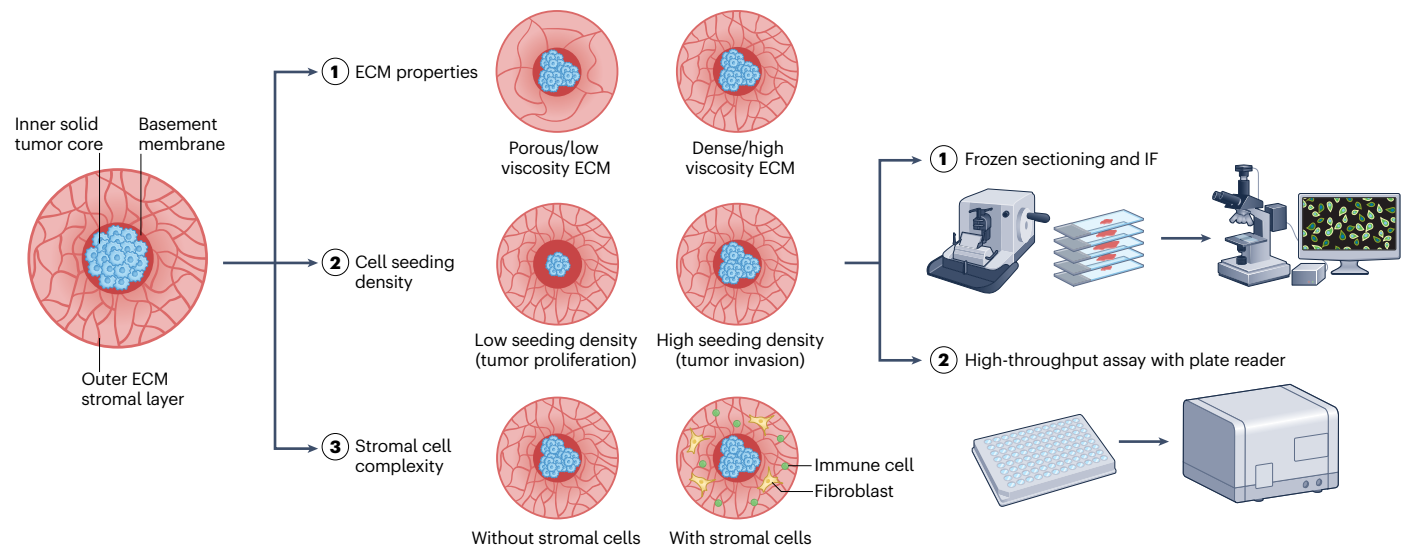 Inner solid
tumor core
Basement
membrane
Outer ECM
stromal layer
1 ECM properties
Porous/low
viscosity ECM
Dense/high
viscosity ECM
2 Cell seeding
density
Low seeding density
(tumor proliferation)
High seeding density
(tumor invasion)
3 Stromal cell
complexity
Without stromal cells
With stromal cells
Immune cell
Fibroblast
1 Frozen sectioning and IF
2 High-throughput assay with plate reader